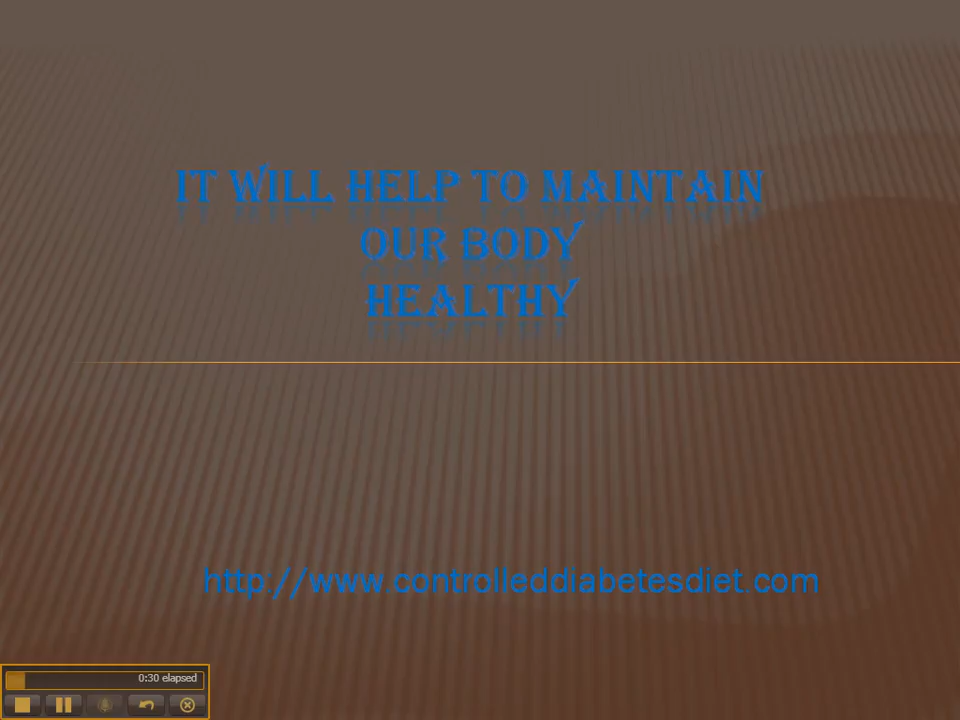 IT WILL HELP TO MAINTAIN
OUR BODY
HEALTHY
http://www.controlleddiabetesdiet.com
0:30 elapsed